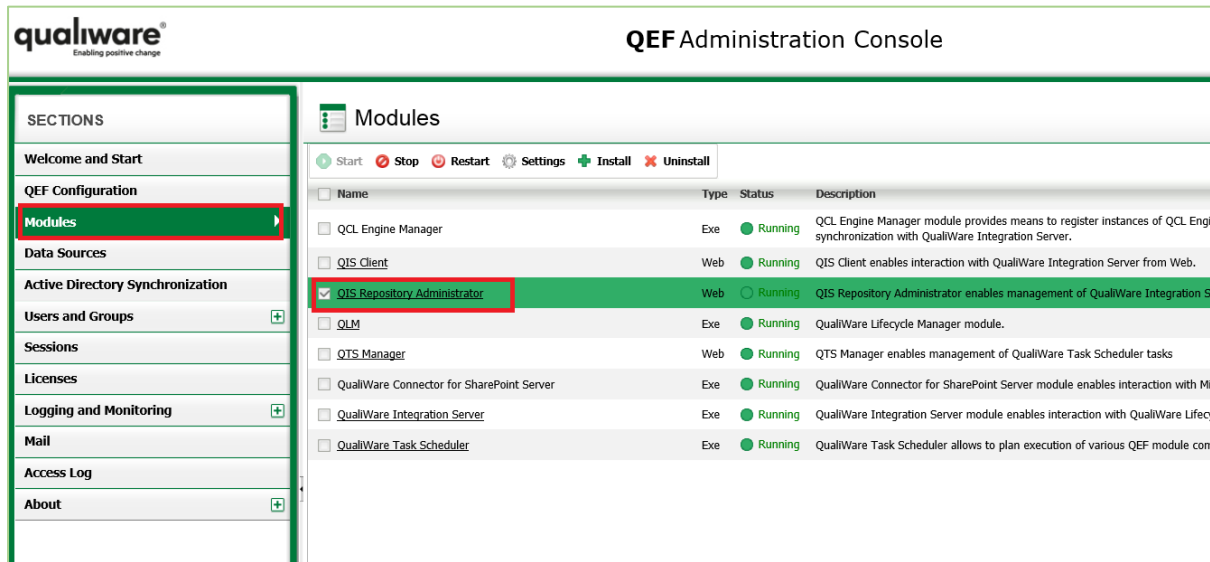 qualiware®
Enabling positive change
QEF Administration Console
SECTIONS
Welcome and Start
QEF Configuration
Modules
Data Sources
Active Directory Synchronization
Users and Groups
Sessions
Licenses
Logging and Monitoring
Mail
Access Log
About
Modules
Start Stop Restart Settings Install Uninstall
Name Type Status Description
QCL Engine Manager Exe Running QCL Engine Manager module provides means to register instances of QCL Engi
synchronization with QualiWare Integration Server.
QIS Client Web Running QIS Client enables interaction with QualiWare Integration Server from Web.
QIS Repository Administrator Web Running QIS Repository Administrator enables management of QualiWare Integration S
QLM Exe Running QualiWare Lifecycle Manager module.
QTS Manager Web Running QTS Manager enables management of QualiWare Task Scheduler tasks
QualiWare Connector for SharePoint Server Exe Running QualiWare Connector for SharePoint Server module enables interaction with Mi
QualiWare Integration Server Exe Running QualiWare Integration Server module enables interaction with QualiWare Lifec
QualiWare Task Scheduler Exe Running QualiWare Task Scheduler allows to plan execution of various QEF module com